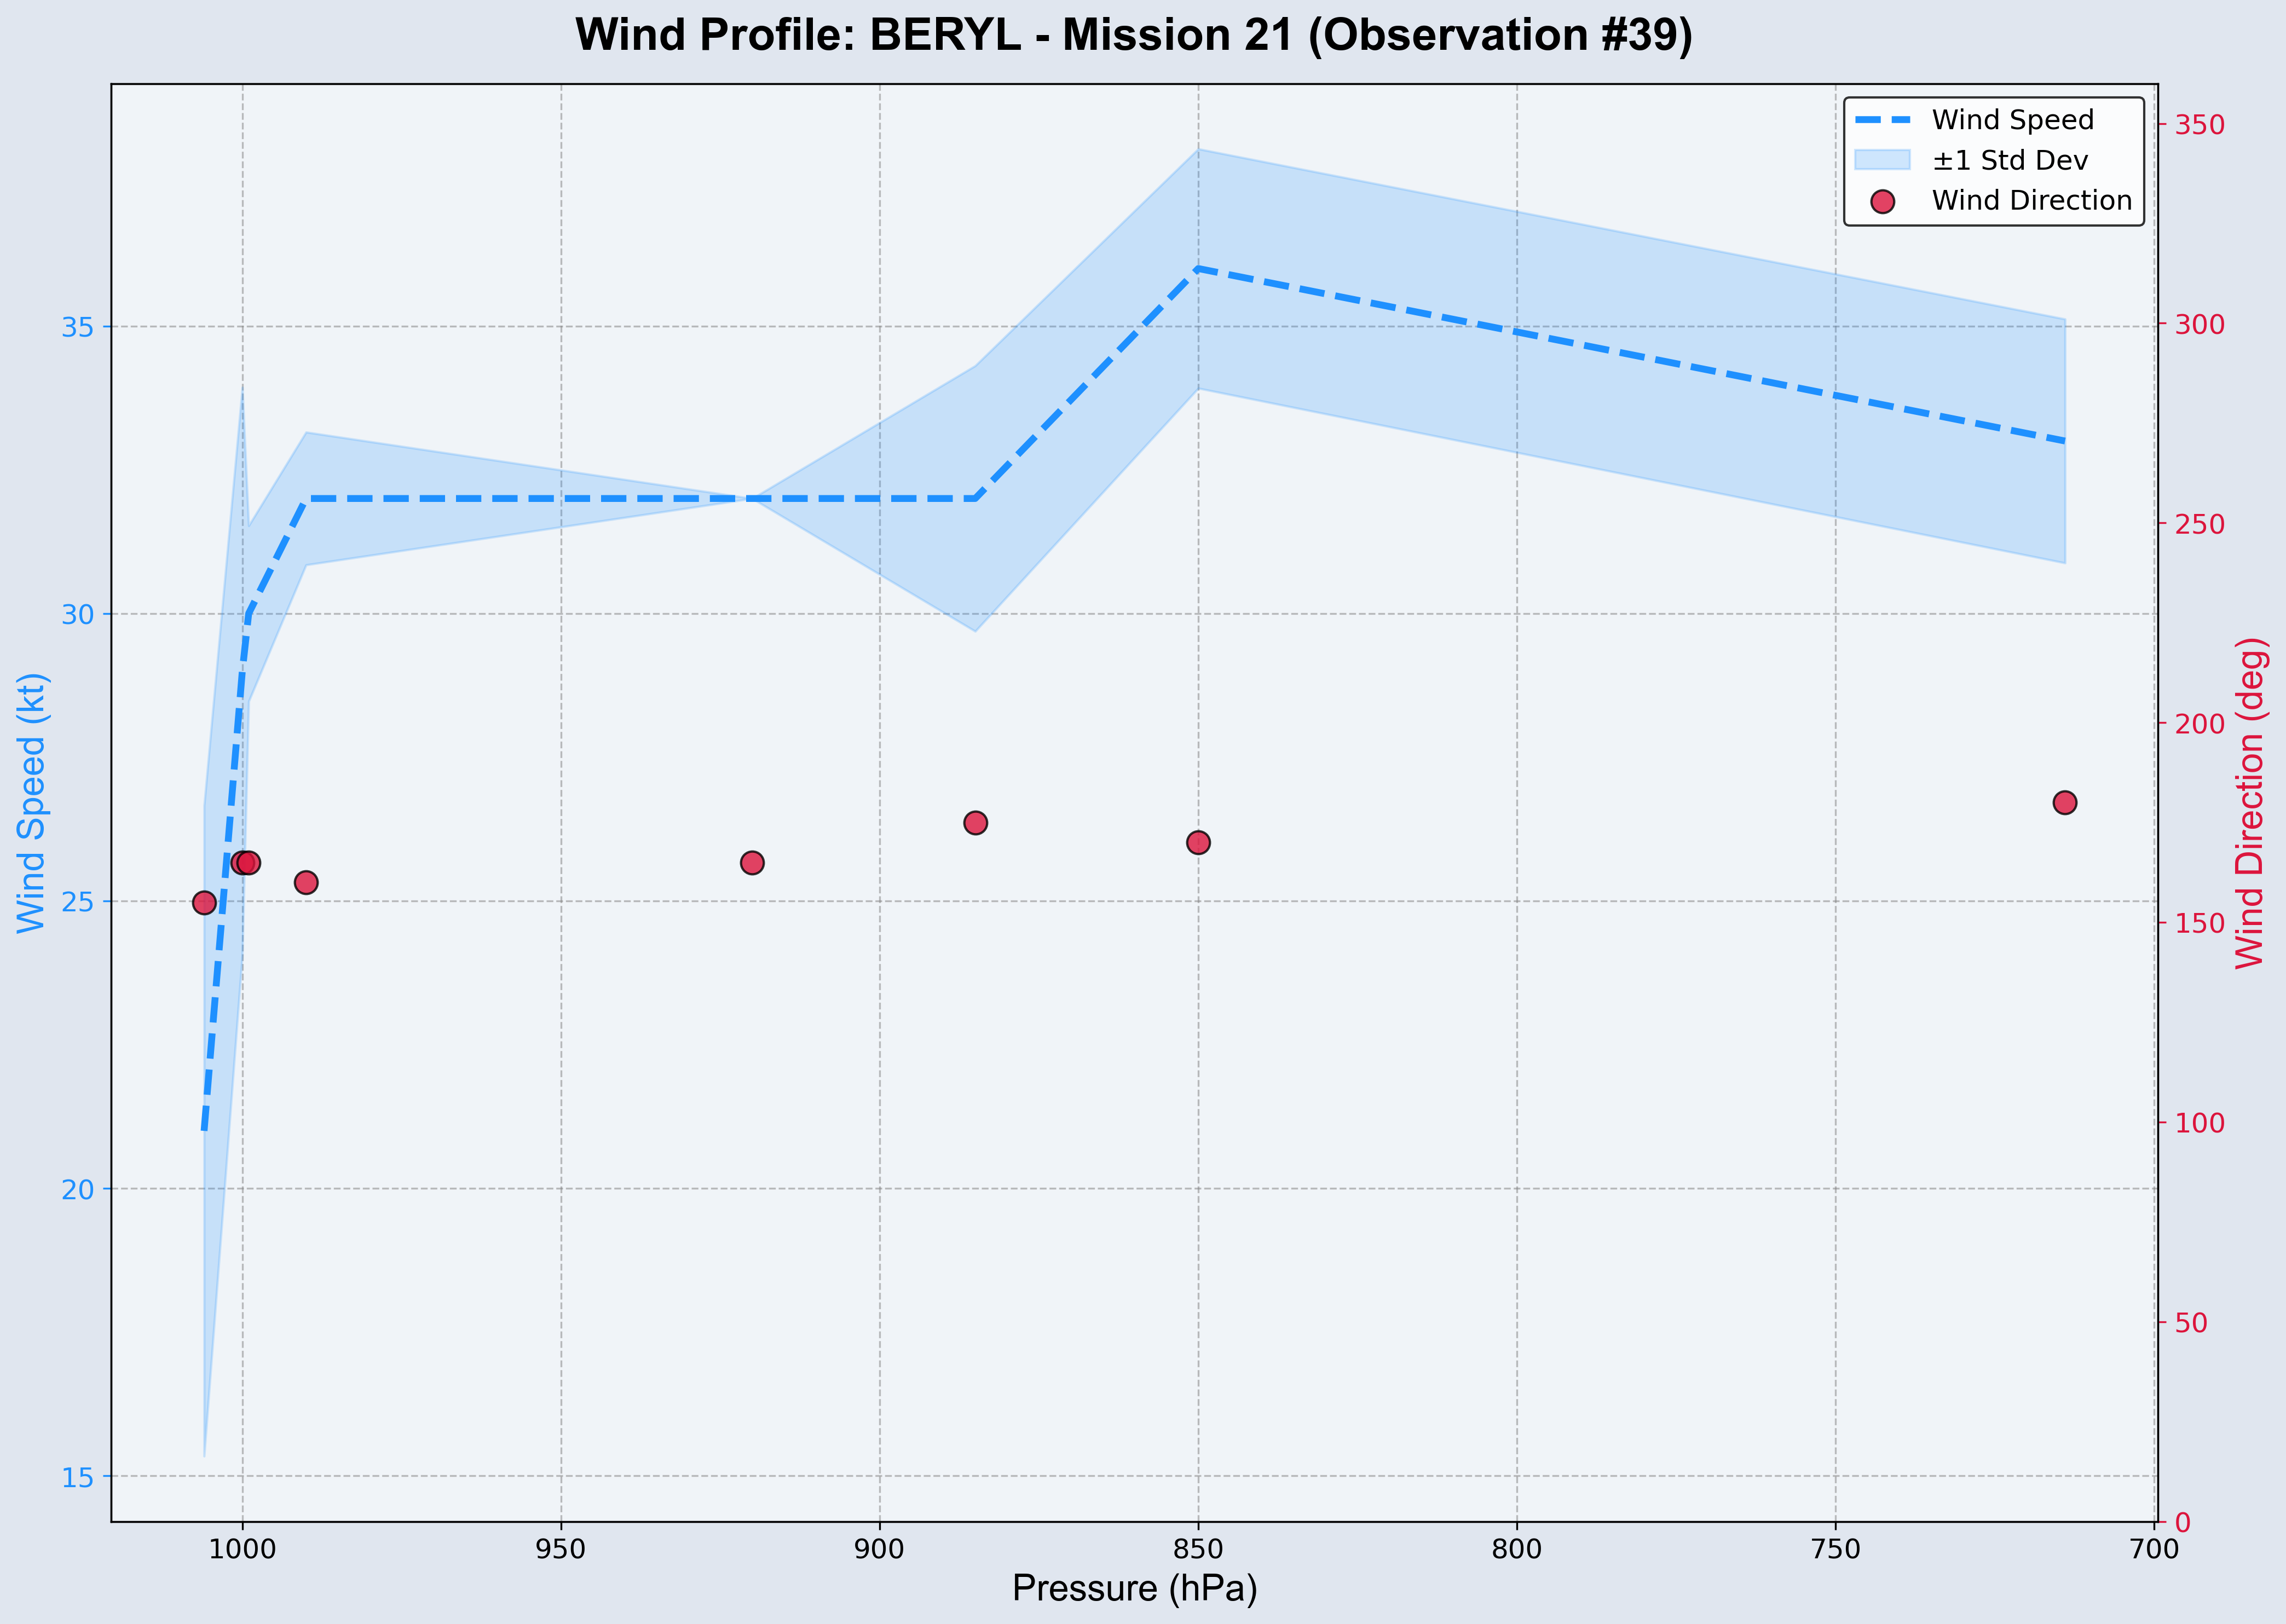 Wind Profile: BERYL - Mission 21 (Observation #39)
Wind Speed
±1 Std Dev
Wind Direction
35
30
25
20
15
Wind Speed (kt)
350
300
250
200
150
100
50
0
Wind Direction (deg)
1000 950 900 850 800 750 700
Pressure (hPa)